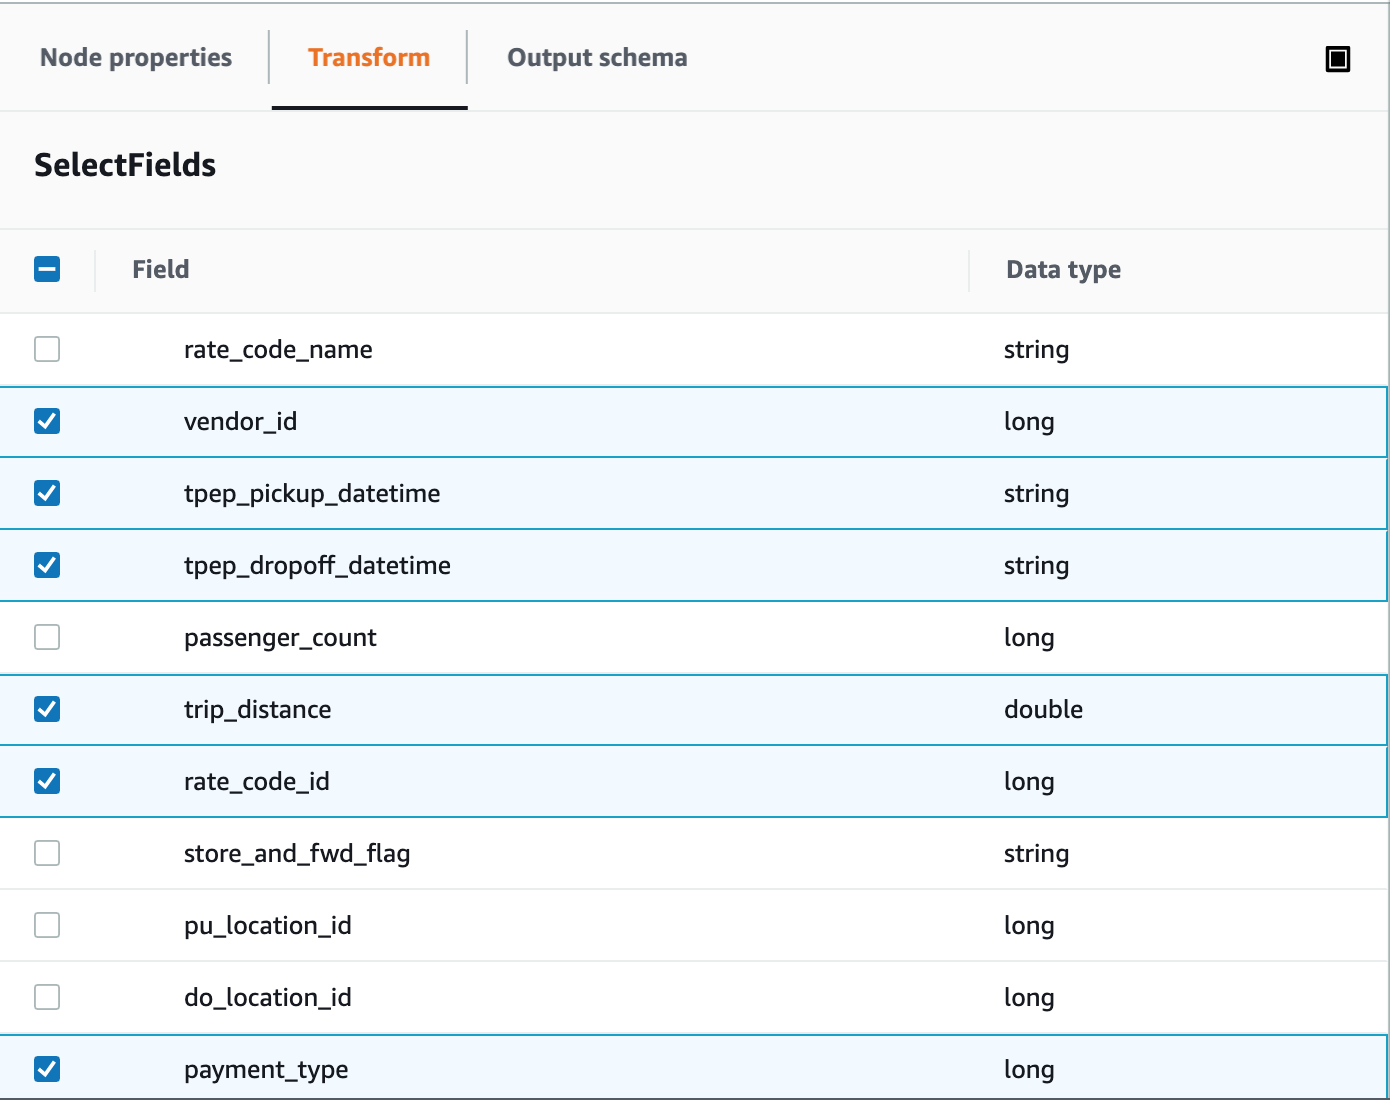 Node properties Transform Output schema
SelectFields
Field Data type
rate_code_name string
vendor_id long
tpep_pickup_datetime string
tpep_dropoff_datetime string
passenger_count long
trip_distance double
rate_code_id long
store_and_fwd_flag string
pu_location_id long
do_location_id long
payment_type long